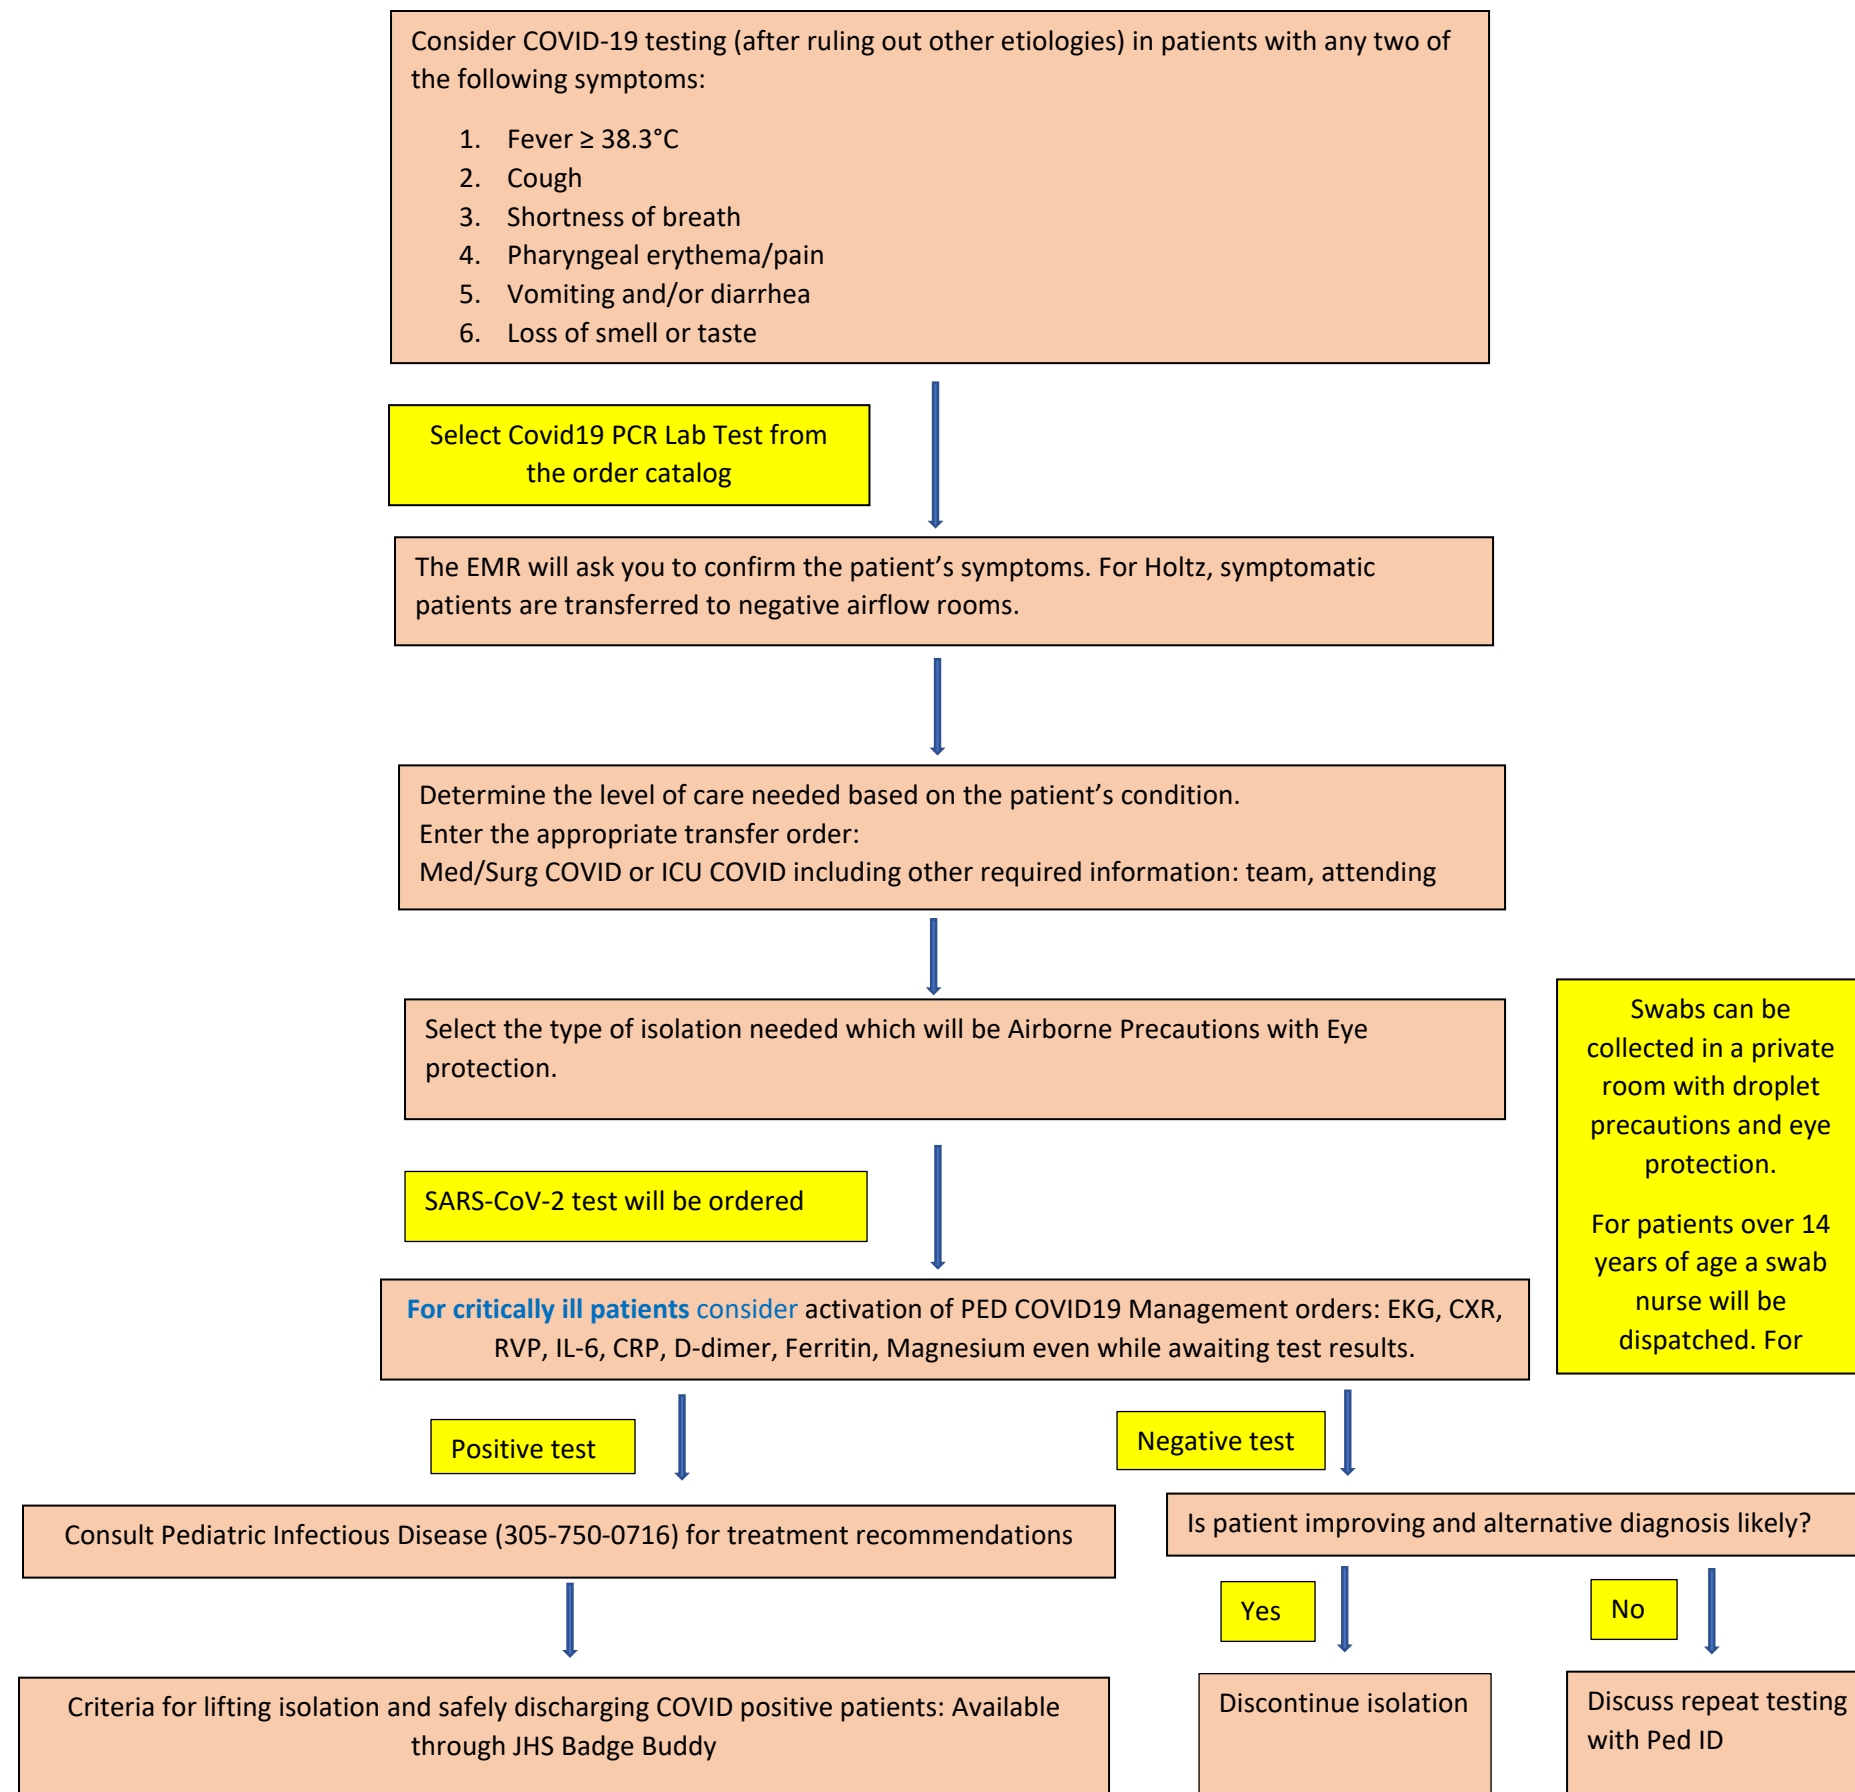 Consider COVID-19 testing (after ruling out other etiologies) in patients with any two of
the following symptoms:
1. Fever ≥ 38.3°C
2. Cough
3. Shortness of breath
4. Pharyngeal erythema/pain
5. Vomiting and/or diarrhea
6. Loss of smell or taste
Select Covid19 PCR Lab Test from
the order catalog
The EMR will ask you to confirm the patient’s symptoms. For Holtz, symptomatic
patients are transferred to negative airflow rooms.
Determine the level of care needed based on the patient’s condition.
Enter the appropriate transfer order:
Med/Surg COVID or ICU COVID including other required information: team, attending
Select the type of isolation needed which will be Airborne Precautions with Eye
protection.
Swabs can be
collected in a private
room with droplet
precautions and eye
protection.
For patients over 14
years of age a swab
nurse will be
dispatched. For
SARS-CoV-2 test will be ordered
For critically ill patients consider activation of PED COVID19 Management orders: EKG, CXR,
RVP, IL-6, CRP, D-dimer, Ferritin, Magnesium even while awaiting test results.
Positive test
Negative test
Consult Pediatric Infectious Disease (305-750-0716) for treatment recommendations
Is patient improving and alternative diagnosis likely?
Yes
No
Criteria for lifting isolation and safely discharging COVID positive patients: Available
through JHS Badge Buddy
Discontinue isolation
Discuss repeat testing
with Ped ID